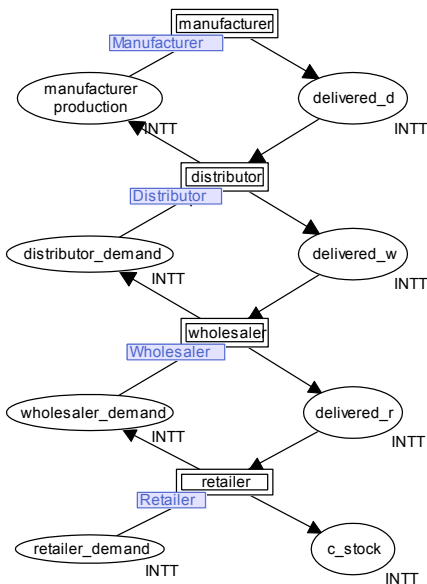 manufacturer
Manufacturer
manufacturer
production
delivered_d
INTT
INTT
distributor
Distributor
distributor_demand
delivered_w
INTT
INTT
wholesaler
Wholesaler
wholesaler_demand
delivered_r
INTT
INTT
retailer
Retailer
retailer_demand
c_stock
INTT
INTT